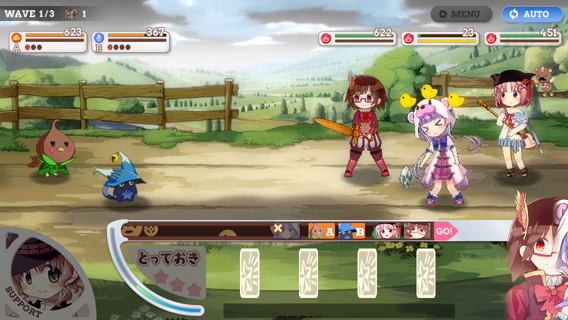 WAVE 1/3 1
MENU
AUTO
623
367
622
23
451
A
B
A
B
GO!
とっておき
SUPPORT